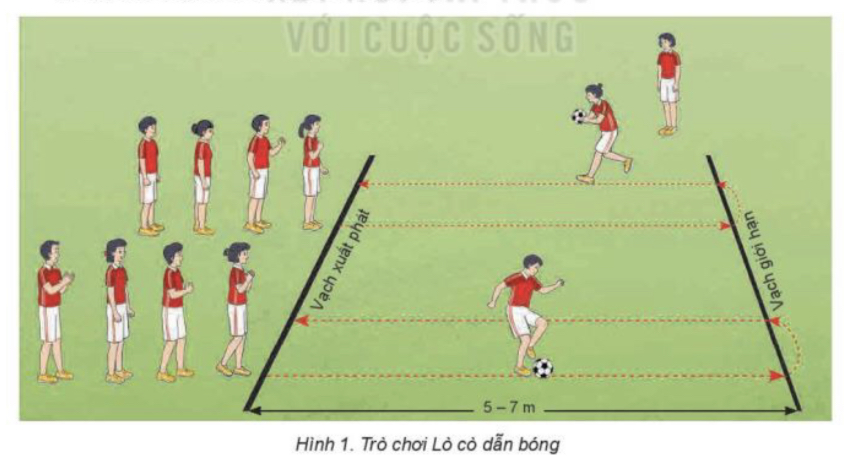 VỚI CUỘC SỐNG
Vạch xuất phát
Vạch giới hạn
5 – 7 m
Hình 1. Trò chơi Lò cò dẫn bóng